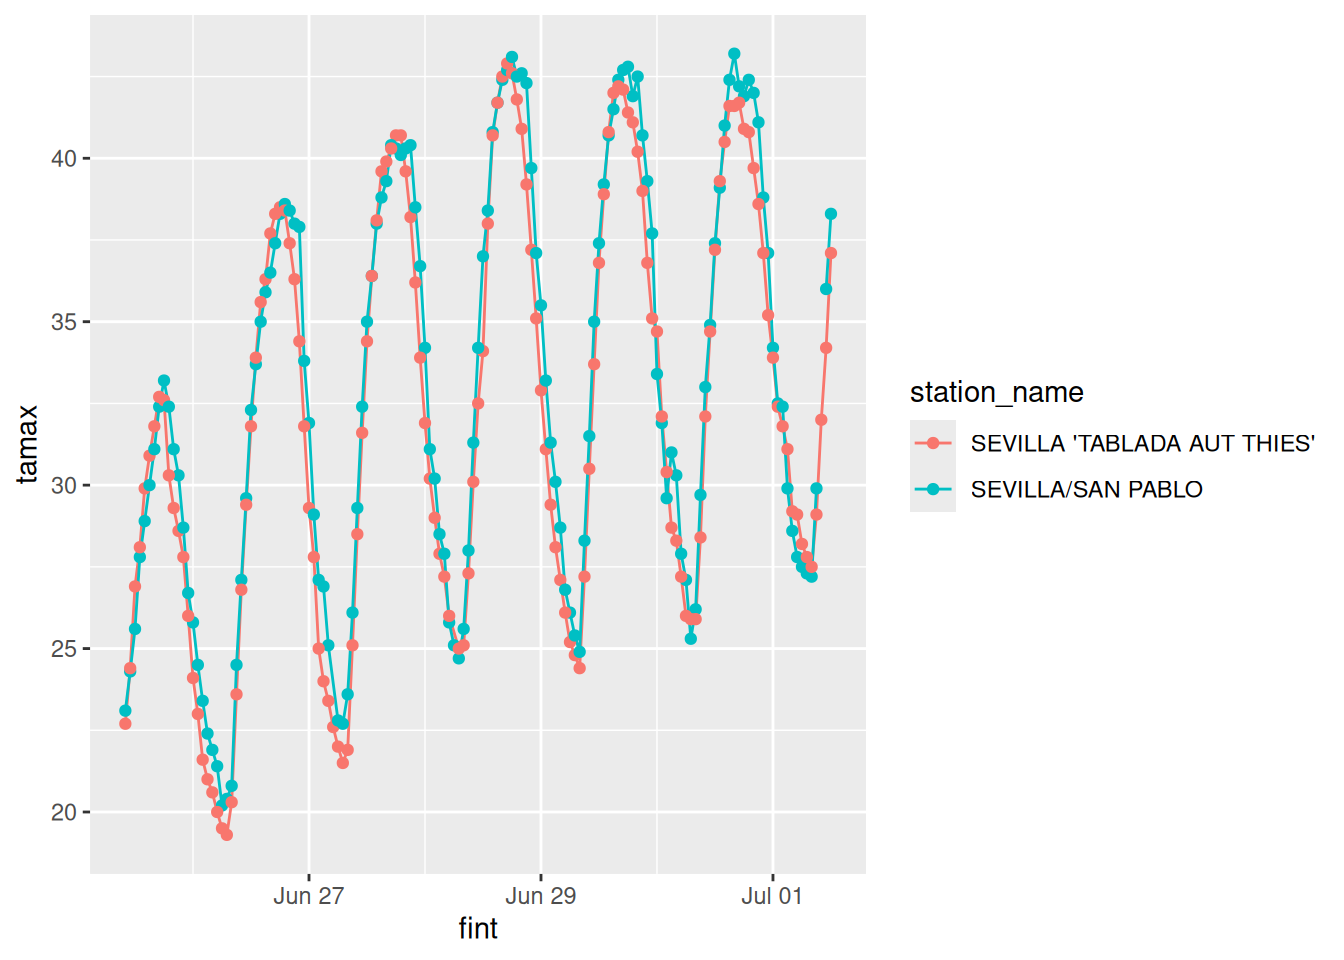 tamax
40
35
30
25
20
Jun 27
Jun 29
Jul 01
fint
station_name
SEVILLA 'TABLADA AUT THIES'
SEVILLA/SAN PABLO